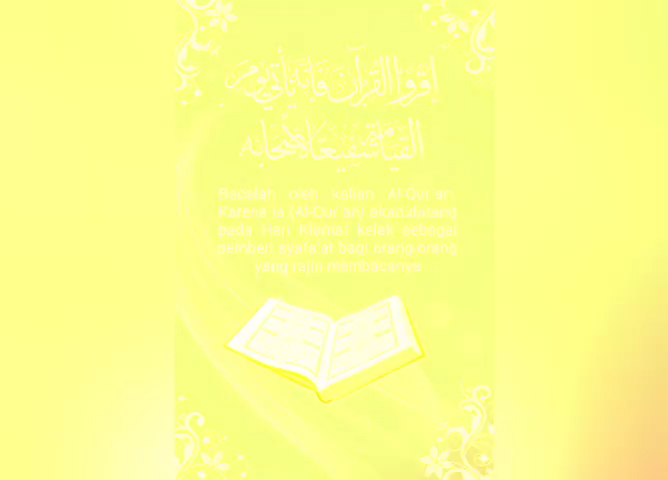 اقروا القرآن فإنه يأتي يوم
القيامة شفيعا لأصحابه
Bacalah oleh kalian Al-Qur'an.
Karena ia (Al-Qur'an) akan datang
pada Hari Kiamat kelak sebagai
pemberi syafa'at bagi orang-orang
yang rajin membacanya